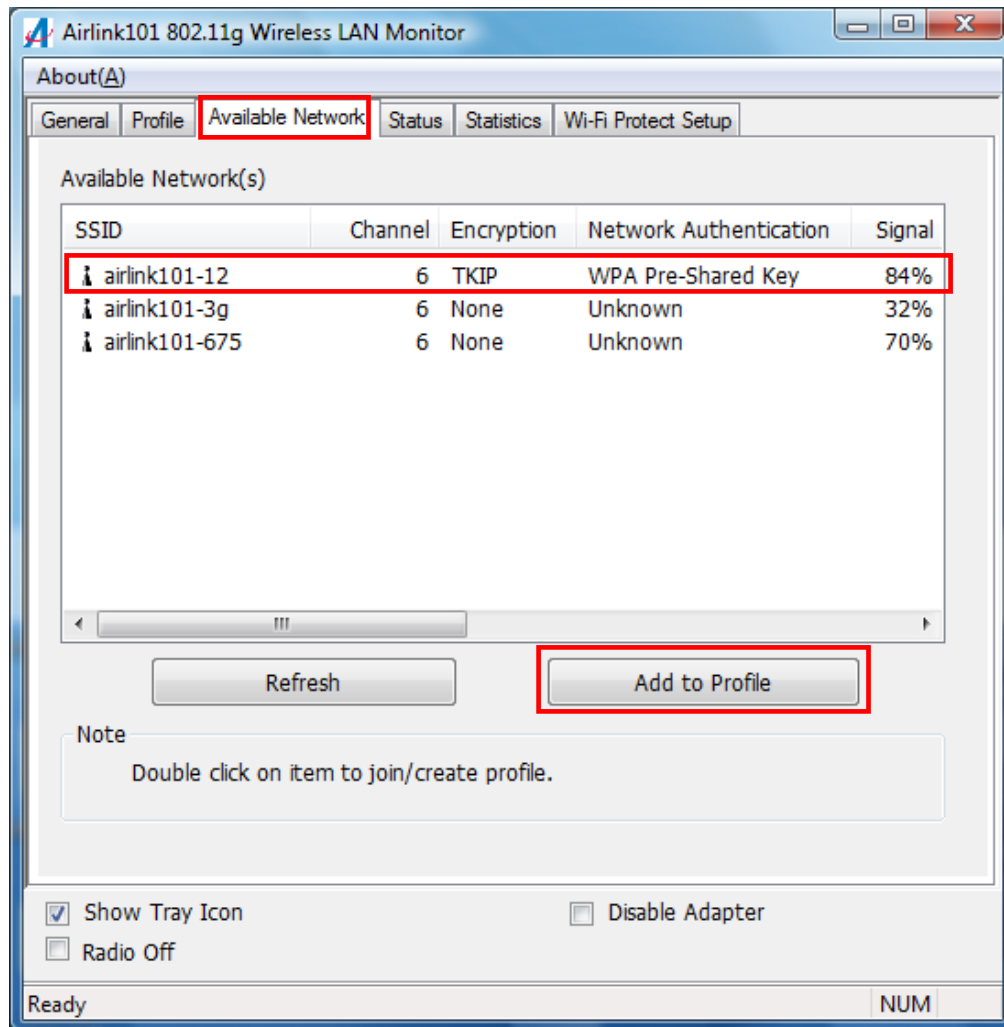 Airlink101 802.11g Wireless LAN Monitor
About(A)
General Profile Available Network Status Statistics Wi-Fi Protect Setup
Available Network(s)
SSID Channel Encryption Network Authentication Signal
airlink101-12 6 TKIP WPA Pre-Shared Key 84%
airlink101-3g 6 None Unknown 32%
airlink101-675 6 None Unknown 70%
Refresh Add to Profile
Note
Double click on item to join/create profile.
Show Tray Icon Disable Adapter
Radio Off
Ready NUM